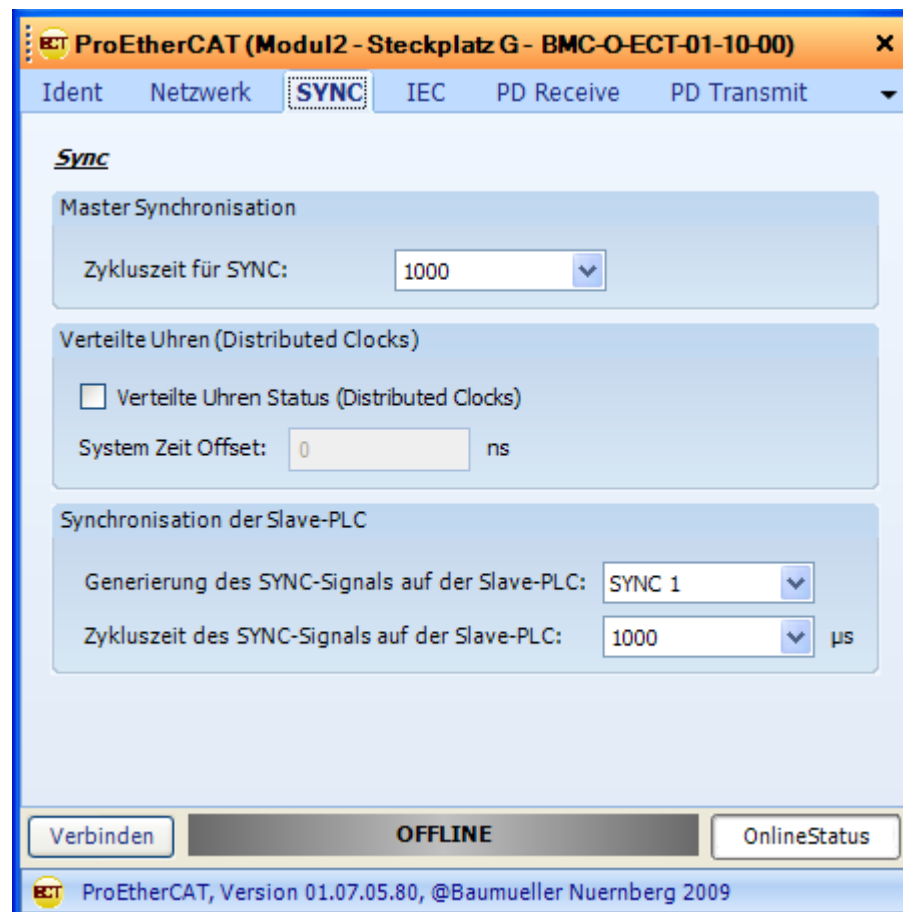 ECT ProEtherCAT (Modul2 - Steckplatz G - BMC-O-ECT-01-10-00)
Ident Netzwerk SYNC IEC PD Receive PD Transmit
Sync
Master Synchronisation
Zykluszeit für SYNC: 1000
Verteilte Uhren (Distributed Clocks)
Verteilte Uhren Status (Distributed Clocks)
System Zeit Offset: 0 ns
Synchronisation der Slave-PLC
Generierung des SYNC-Signals auf der Slave-PLC: SYNC 1
Zykluszeit des SYNC-Signals auf der Slave-PLC: 1000 µs
Verbinden OFFLINE OnlineStatus
ECT ProEtherCAT, Version 01.07.05.80, @Baumueller Nuernberg 2009